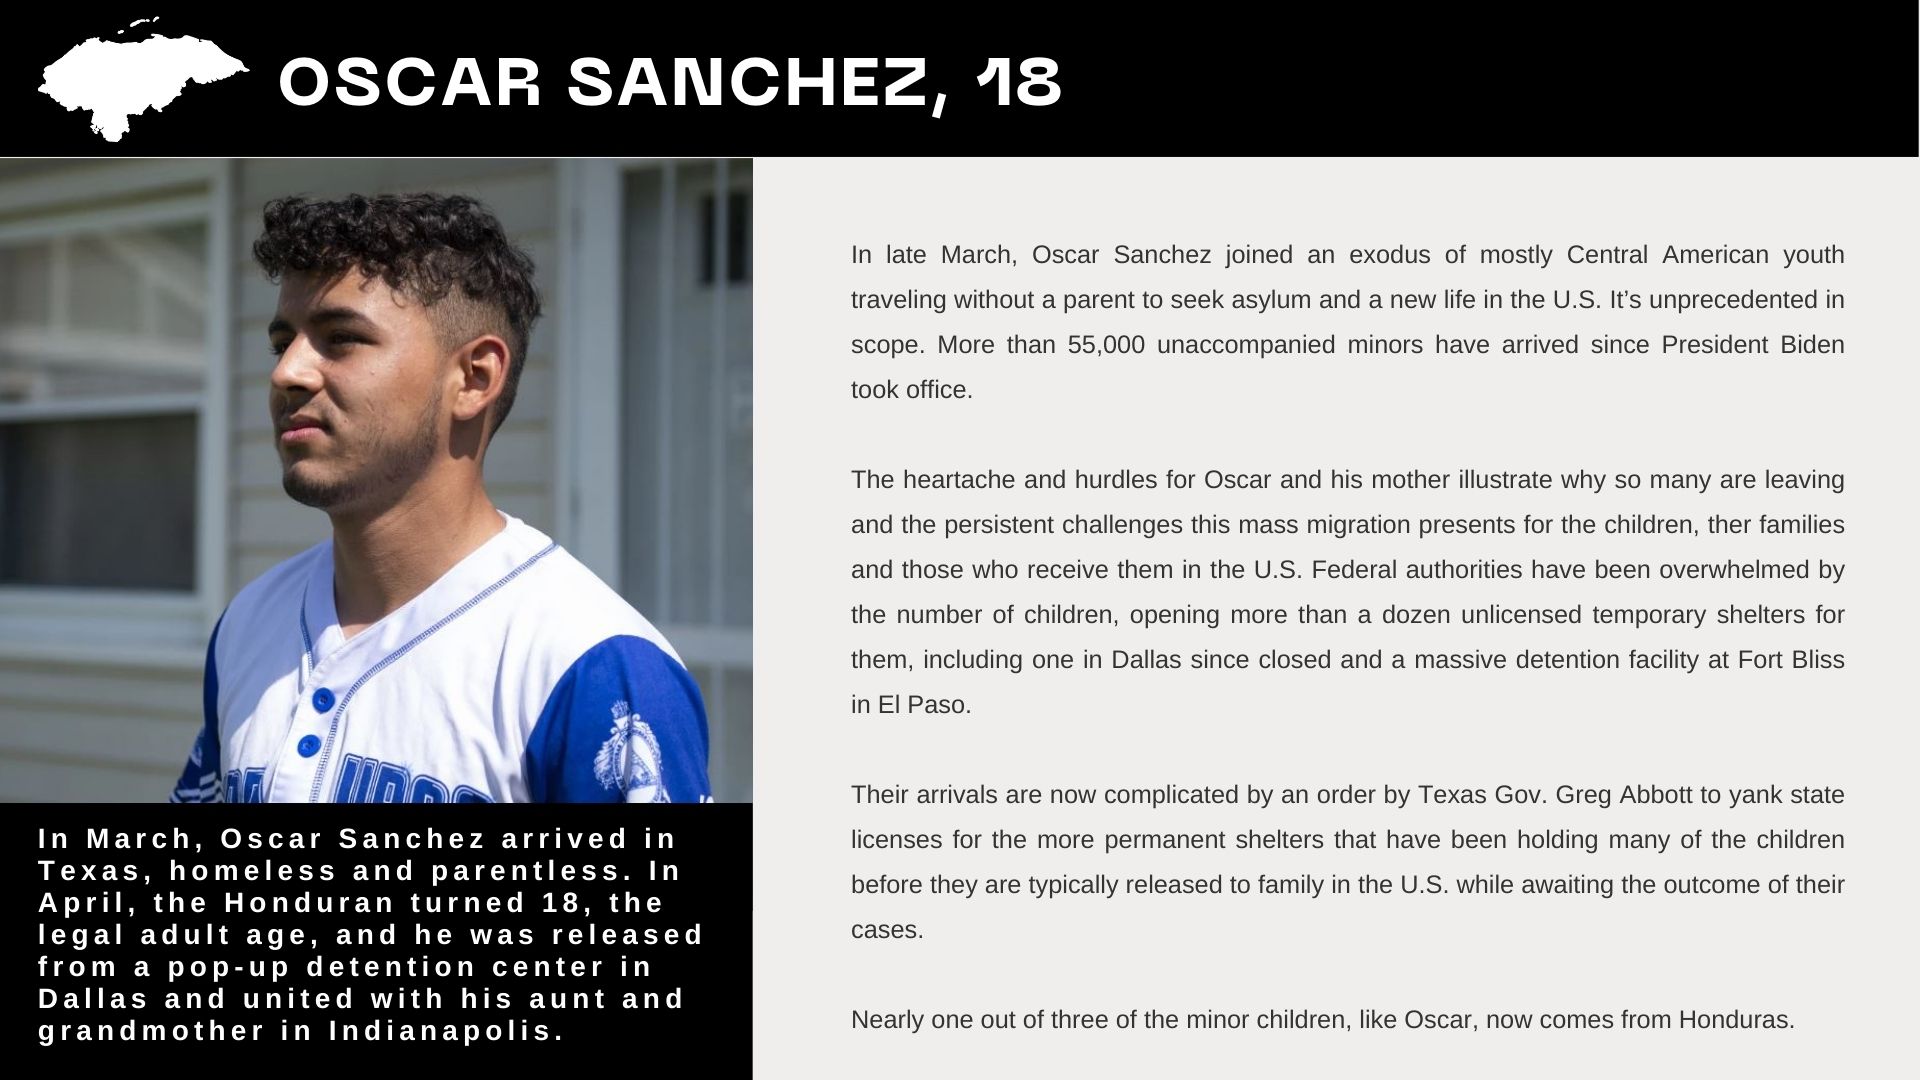 OSCAR SANCHEZ, 18
In March, Oscar Sanchez arrived in
Texas, homeless and parentless. In
April, the Honduran turned 18, the
legal adult age, and he was released
from a pop-up detention center in
Dallas and united with his aunt and
grandmother in Indianapolis.
In late March, Oscar Sanchez joined an exodus of mostly Central American youth
traveling without a parent to seek asylum and a new life in the U.S. It’s unprecedented in
scope. More than 55,000 unaccompanied minors have arrived since President Biden
took office.
The heartache and hurdles for Oscar and his mother illustrate why so many are leaving
and the persistent challenges this mass migration presents for the children, ther families
and those who receive them in the U.S. Federal authorities have been overwhelmed by
the number of children, opening more than a dozen unlicensed temporary shelters for
them, including one in Dallas since closed and a massive detention facility at Fort Bliss
in El Paso.
Their arrivals are now complicated by an order by Texas Gov. Greg Abbott to yank state
licenses for the more permanent shelters that have been holding many of the children
before they are typically released to family in the U.S. while awaiting the outcome of their
cases.
Nearly one out of three of the minor children, like Oscar, now comes from Honduras.